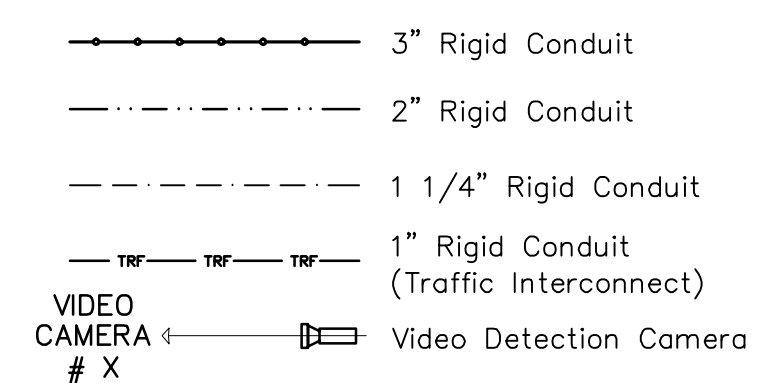 3” Rigid Conduit
2” Rigid Conduit
1 1/4” Rigid Conduit
TRF TRF TRF
1” Rigid Conduit
(Traffic Interconnect)
VIDEO
CAMERA
# X
Video Detection Camera